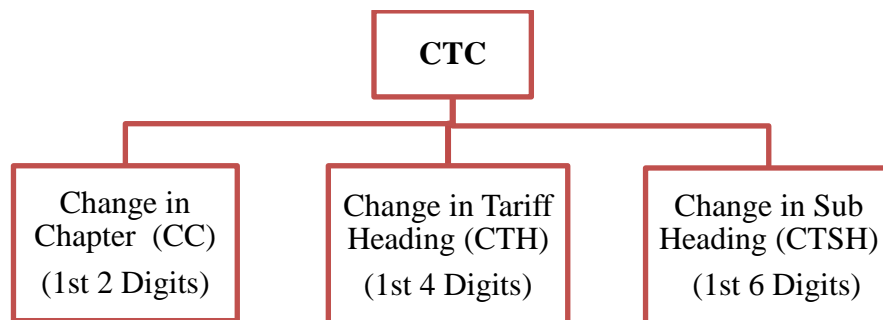 CTC
Change in
Chapter (CC)
(1st 2 Digits)
Change in Tariff
Heading (CTH)
(1st 4 Digits)
Change in Sub
Heading (CTSH)
(1st 6 Digits)